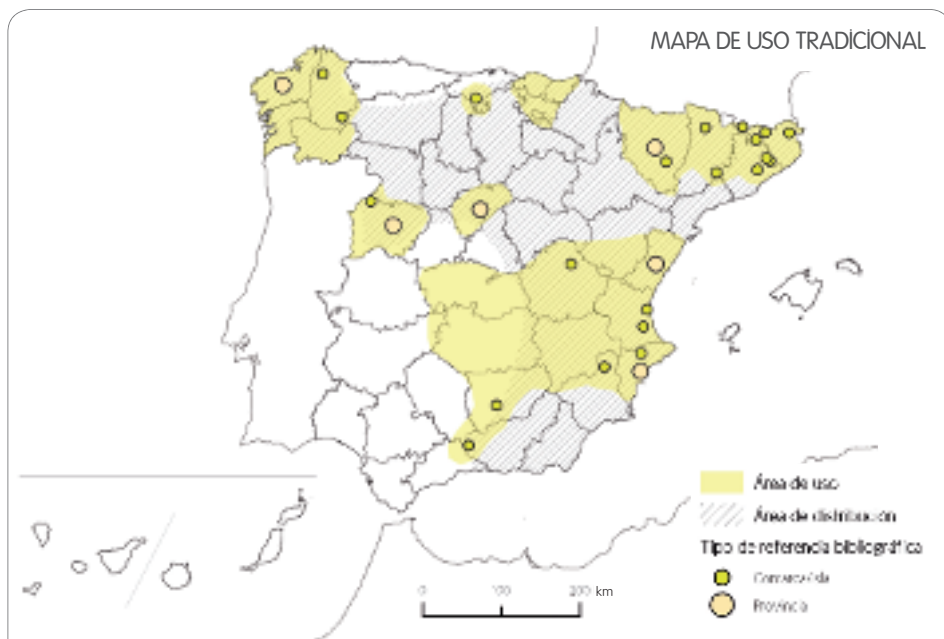 MAPA DE USO TRADICIONAL
Área de uso
Área de distribución
Tipo de referencia bibliográfica
Comarca/isla
Provincia
0 100 200 km